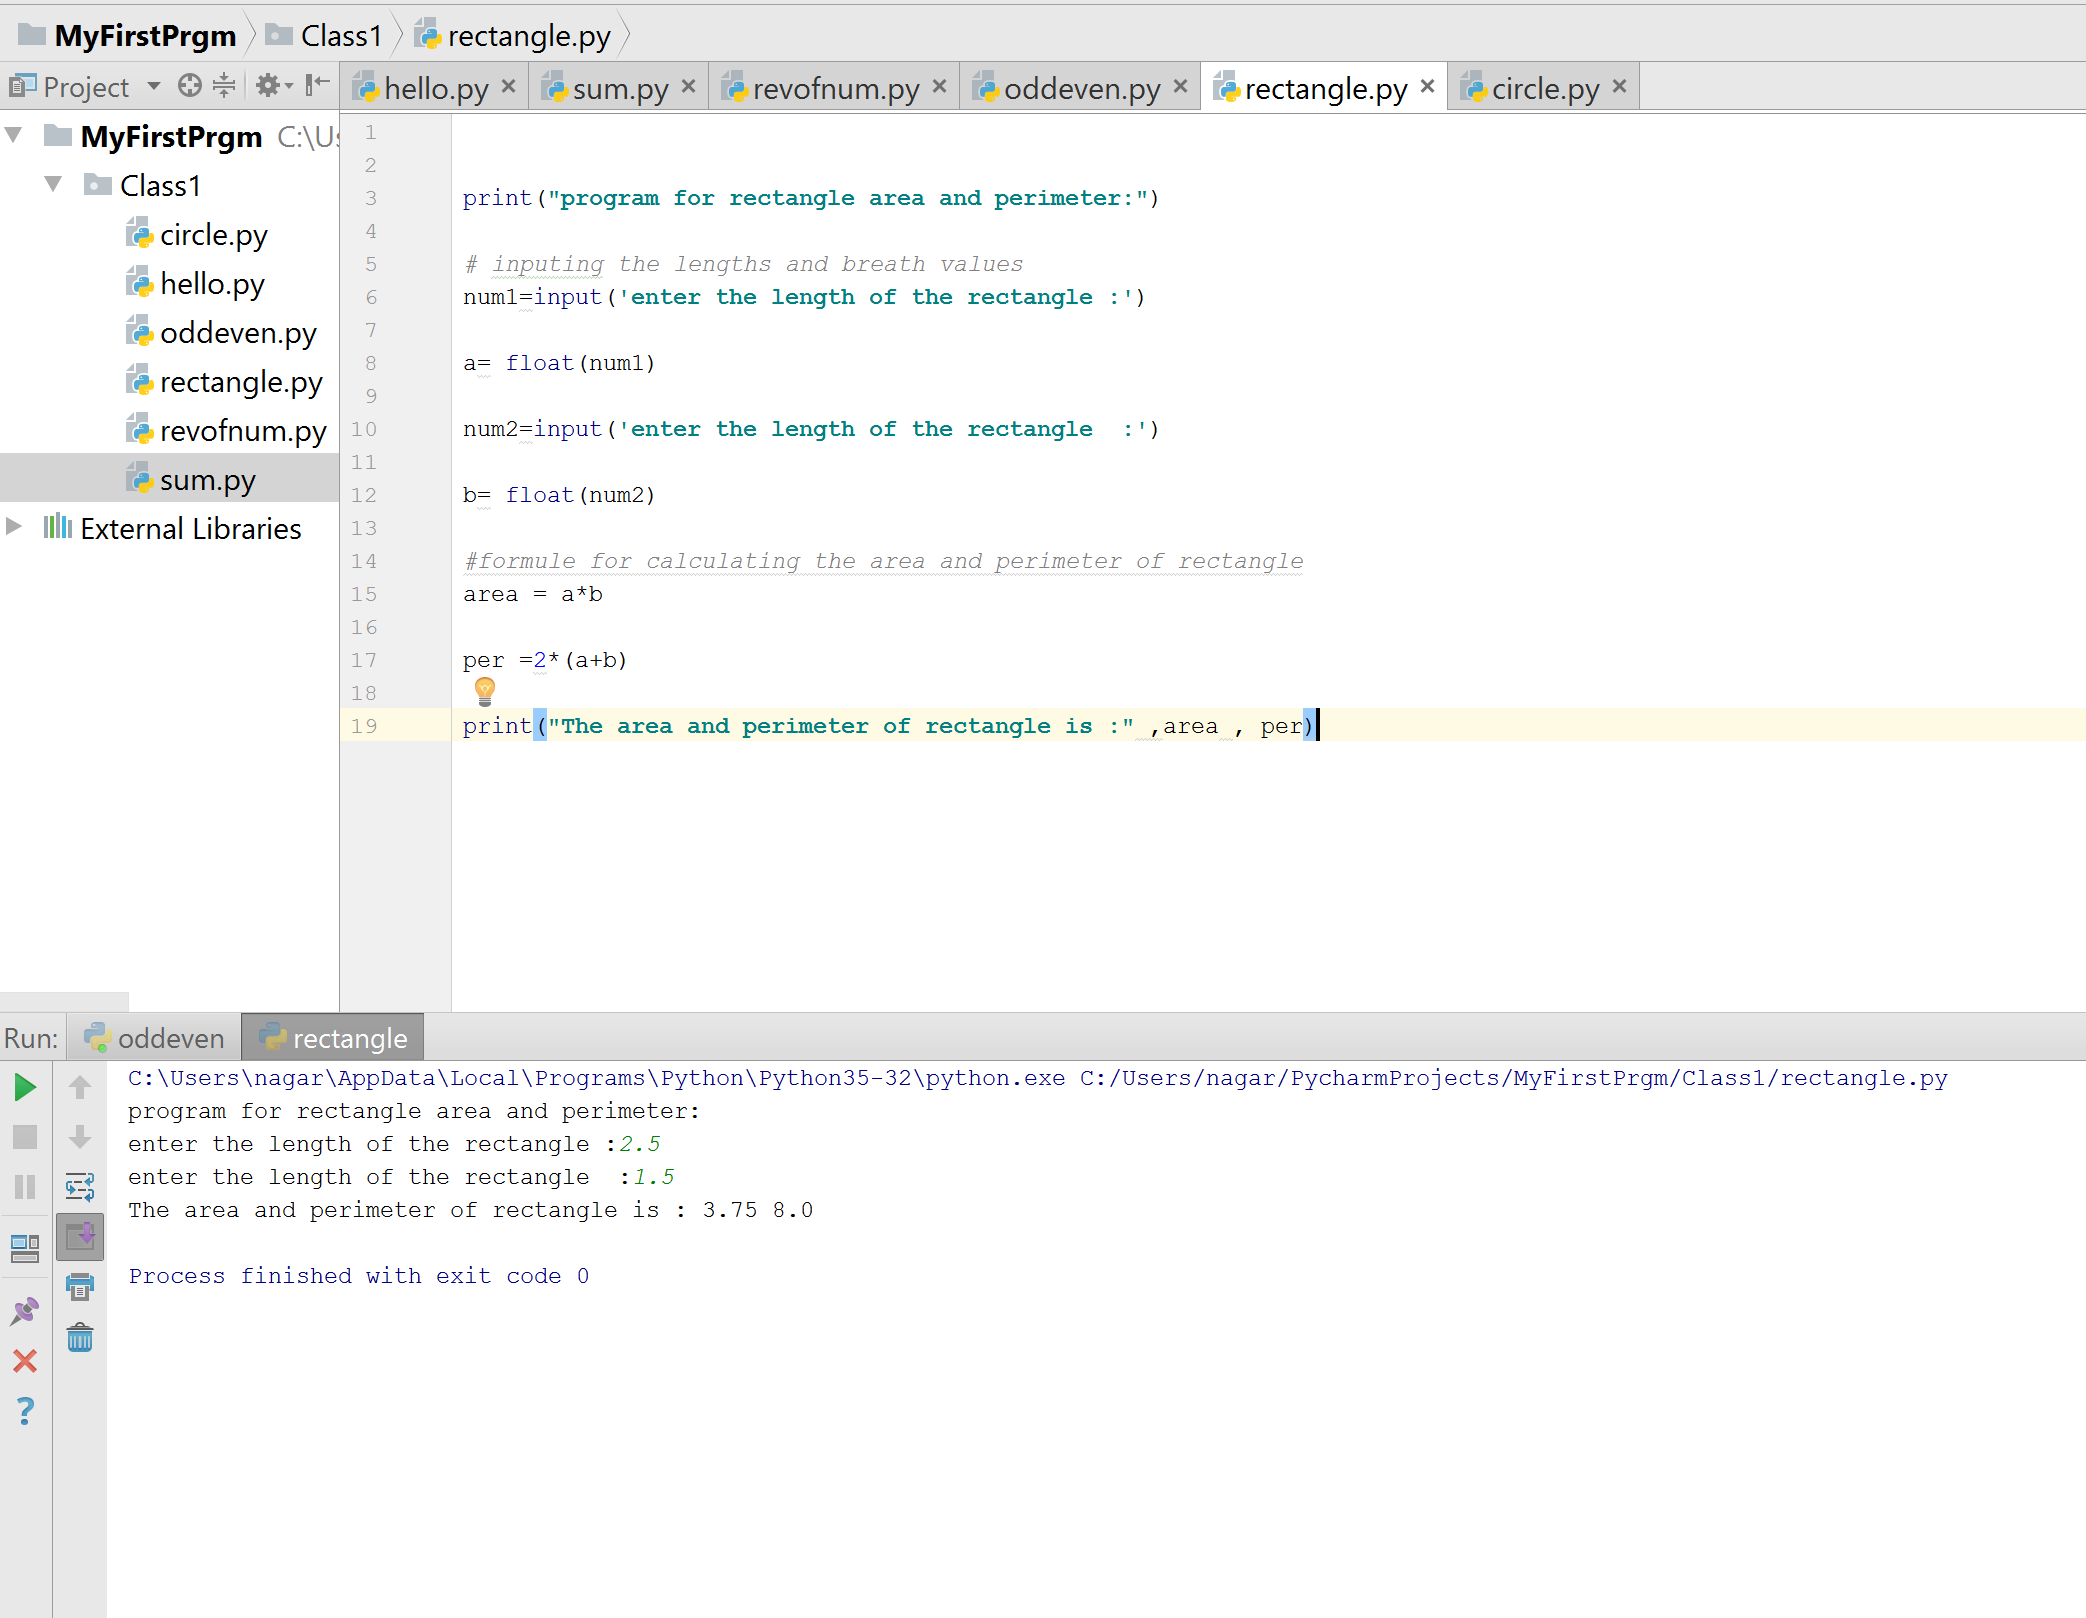 MyFirstPrgm Class1 rectangle.py
Project hello.py sum.py revofnum.py oddeven.py rectangle.py circle.py
MyFirstPrgm C:\Us
Class1
circle.py
hello.py
oddeven.py
rectangle.py
revofnum.py
sum.py
External Libraries
1
2
3 print("program for rectangle area and perimeter:")
4
5 # inputing the lengths and breath values
6 num1=input('enter the length of the rectangle :')
7
8 a= float(num1)
9
10 num2=input('enter the length of the rectangle  :')
11
12 b= float(num2)
13
14 #formule for calculating the area and perimeter of rectangle
15 area = a*b
16
17 per =2*(a+b)
18
19 print("The area and perimeter of rectangle is :" ,area , per)
Run: oddeven rectangle
C:\Users\nagar\AppData\Local\Programs\Python\Python35-32\python.exe C:/Users/nagar/PycharmProjects/MyFirstPrgm/Class1/rectangle.py
program for rectangle area and perimeter:
enter the length of the rectangle :2.5
enter the length of the rectangle  :1.5
The area and perimeter of rectangle is : 3.75 8.0
Process finished with exit code 0